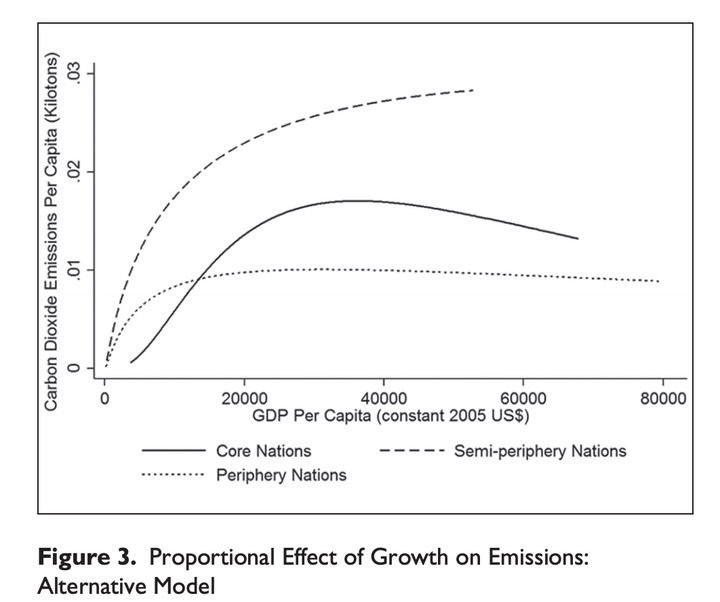 Carbon Dioxide Emissions Per Capita (Kilotons)
.03
.02
.01
0
0 20000 40000 60000 80000
GDP Per Capita (constant 2005 US$)
Core Nations Semi-periphery Nations
Periphery Nations
Figure 3. Proportional Effect of Growth on Emissions:
Alternative Model